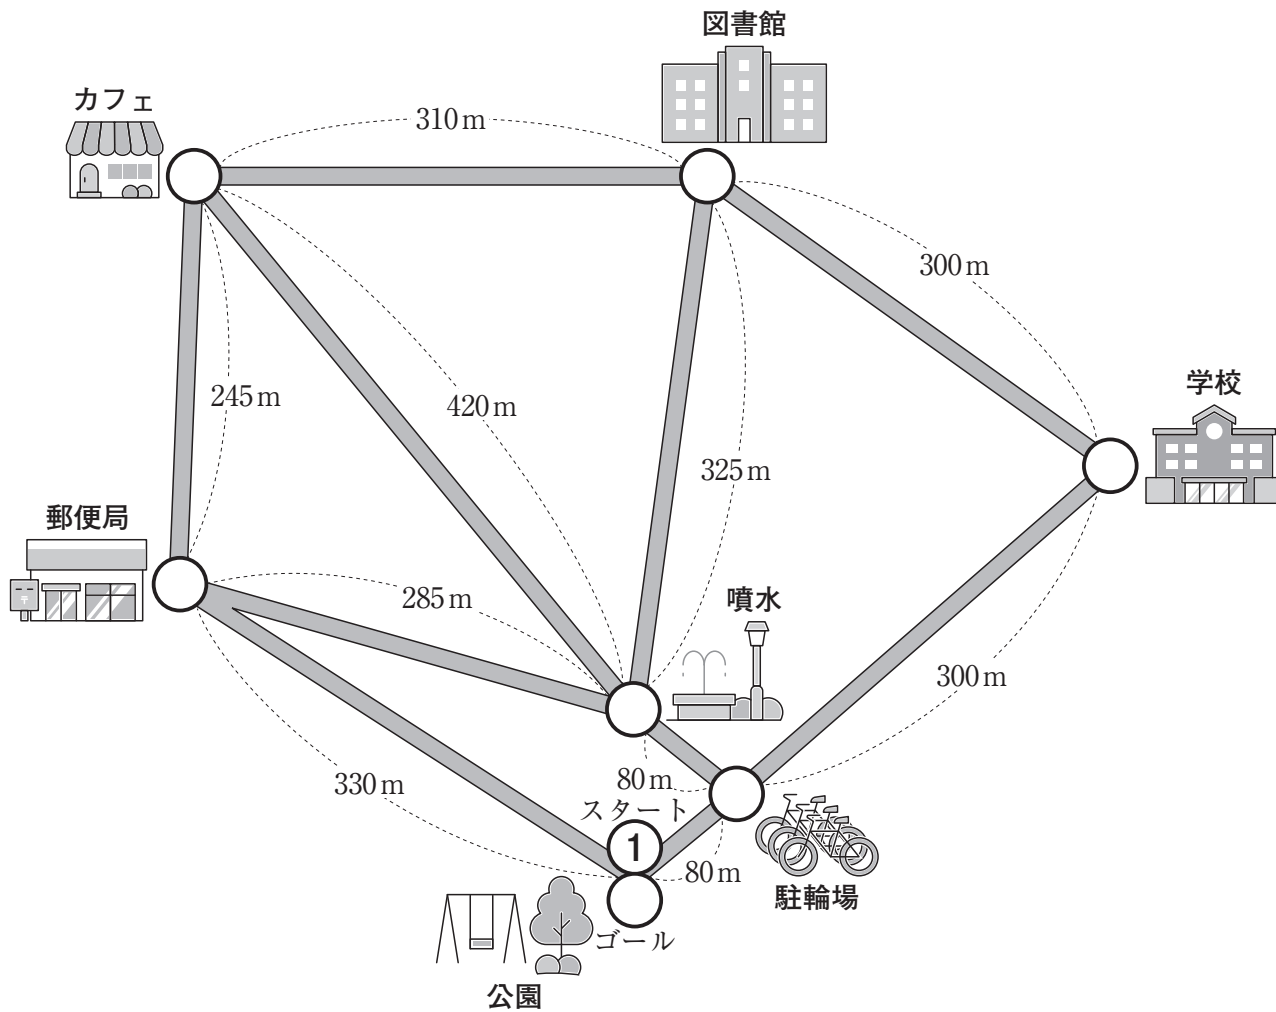 図書館
カフェ
310m
300m
学校
245m
420m
325m
郵便局
285m
噴水
300m
330m
80m
スタート
1
80m
駐輪場
ゴール
公園
〒